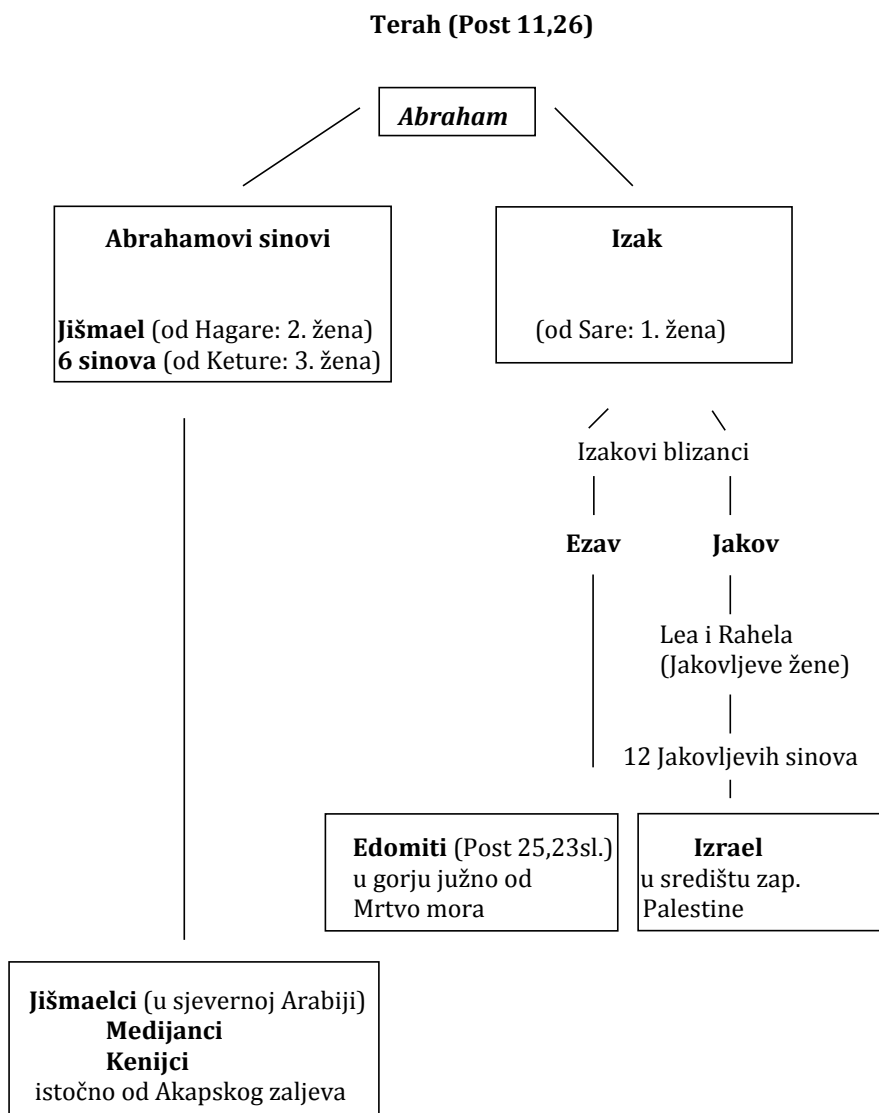 Terah (Post 11,26)
Abraham
Abrahamovi sinovi
Jišmael (od Hagare: 2. žena)
6 sinova (od Keture: 3. žena)
Izak
(od Sare: 1. žena)
Izakovi blizanci
Ezav
Jakov
Lea i Rahela
(Jakovljeve žene)
12 Jakovljevih sinova
Edomiti (Post 25,23sl.)
u gorju južno od
Mrtvo mora
Izrael
u središtu zap.
Palestine
Jišmaelci (u sjevernoj Arabiji)
Medijanci
Kenijci
istočno od Akapskog zaljeva